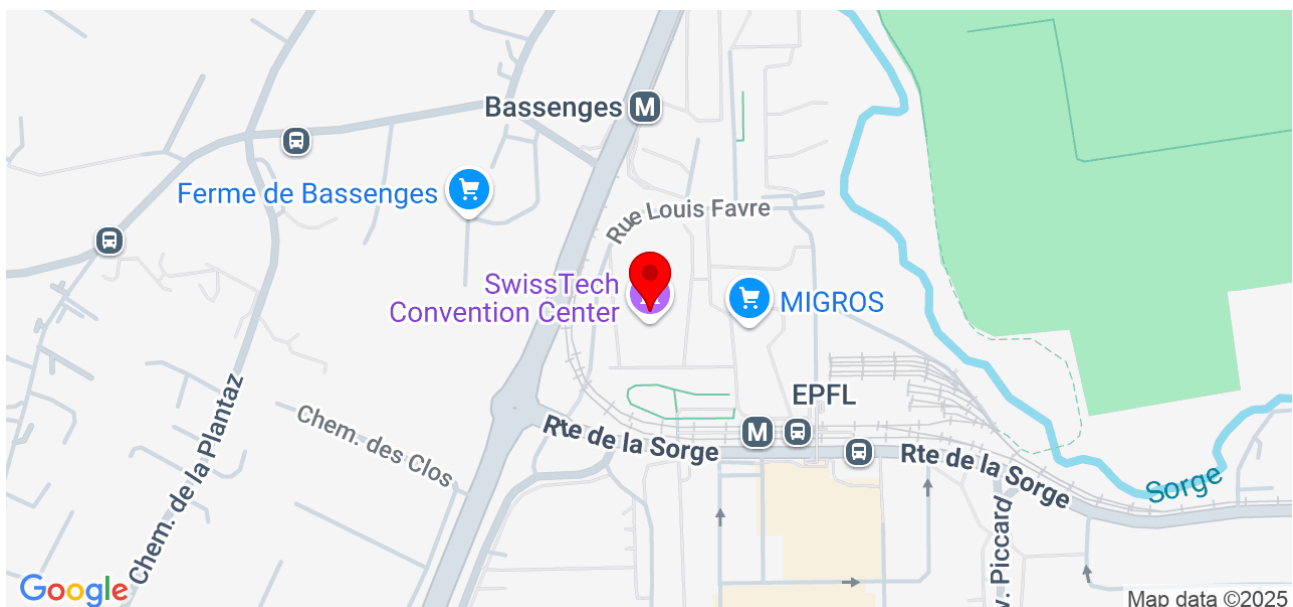 Bassenges M
Ferme de Bassenges
Rue Louis Favre
SwissTech
Convention Center
MIGROS
EPFL
M
Chem. des Clos
Rte de la Sorge
Rte de la Sorge
Sorge
Chem. de la Plantaz
v. Piccard
Google
Map data ©2025